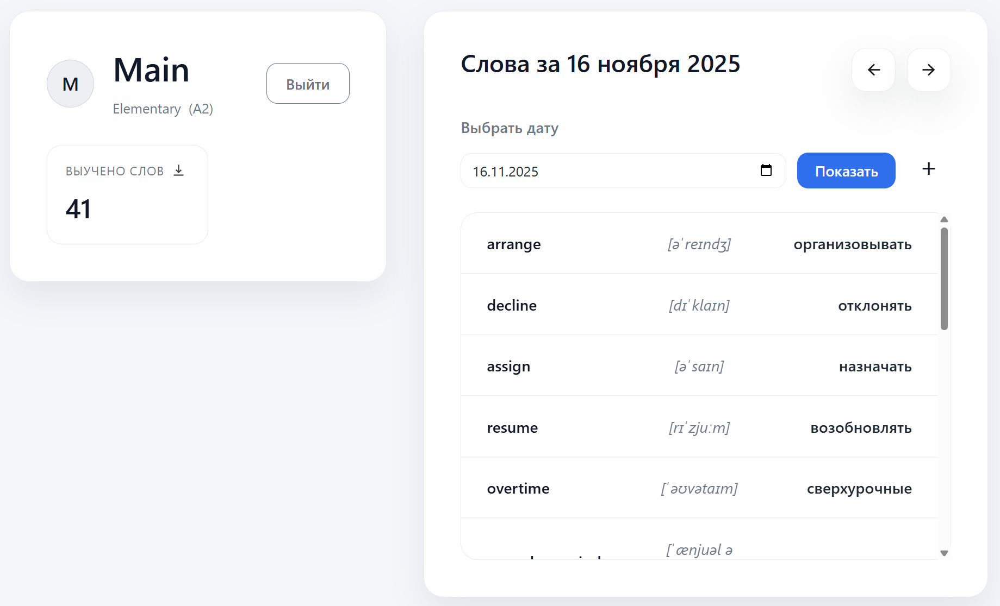 M
Main
Elementary (A2)
Выйти
ВЫУЧЕНО СЛОВ
41
Слова за 16 ноября 2025
Выбрать дату
16.11.2025
Показать
arrange [əˈreɪndʒ] организовывать
decline [dɪˈklaɪn] отклонять
assign [əˈsaɪn] назначать
resume [rɪˈzjuːm] возобновлять
overtime [ˈəʊvətaɪm] сверхурочные
[ˈænjuəl ə